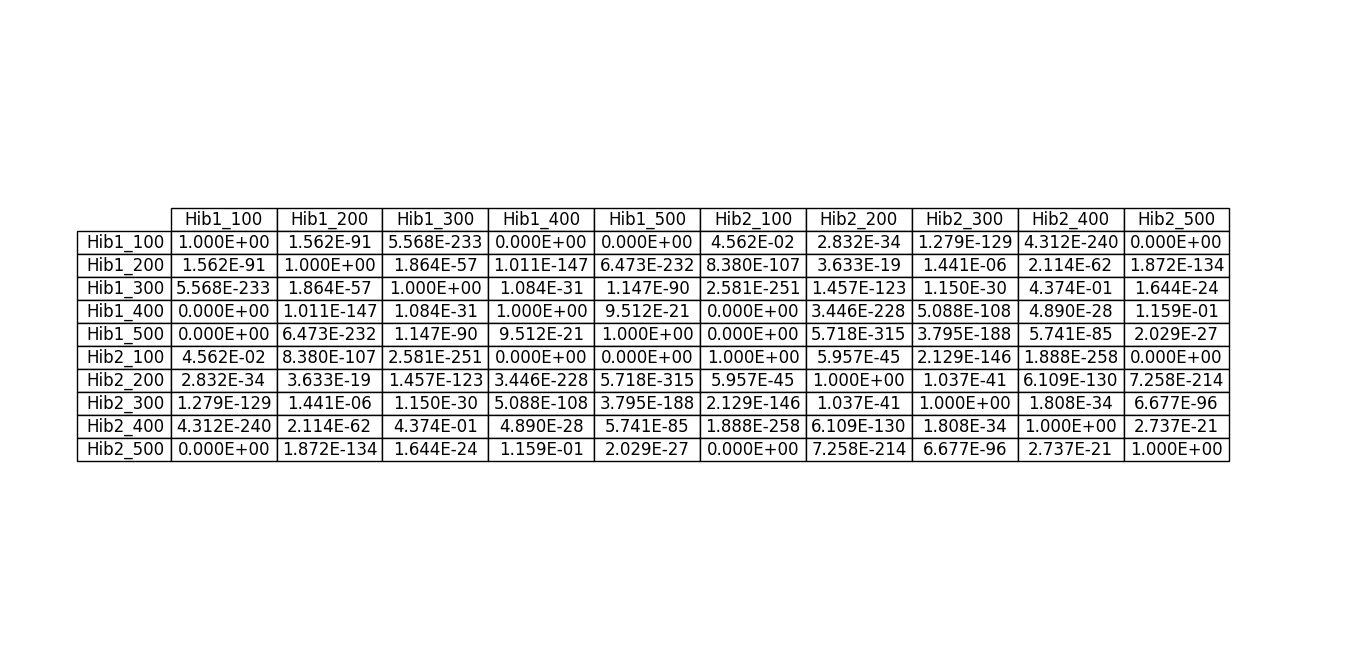 Hib1_100 Hib1_200 Hib1_300 Hib1_400 Hib1_500 Hib2_100 Hib2_200 Hib2_300 Hib2_400 Hib2_500
Hib1_100 1.000E+00 1.562E-91 5.568E-233 0.000E+00 0.000E+00 4.562E-02 2.832E-34 1.279E-129 4.312E-240 0.000E+00
Hib1_200 1.562E-91 1.000E+00 1.864E-57 1.011E-147 6.473E-232 8.380E-107 3.633E-19 1.441E-06 2.114E-62 1.872E-134
Hib1_300 5.568E-233 1.864E-57 1.000E+00 1.084E-31 1.147E-90 2.581E-251 1.457E-123 1.150E-30 4.374E-01 1.644E-24
Hib1_400 0.000E+00 1.011E-147 1.084E-31 1.000E+00 9.512E-21 0.000E+00 3.446E-228 5.088E-108 4.890E-28 1.159E-01
Hib1_500 0.000E+00 6.473E-232 1.147E-90 9.512E-21 1.000E+00 0.000E+00 5.718E-315 3.795E-188 5.741E-85 2.029E-27
Hib2_100 4.562E-02 8.380E-107 2.581E-251 0.000E+00 0.000E+00 1.000E+00 5.957E-45 2.129E-146 1.888E-258 0.000E+00
Hib2_200 2.832E-34 3.633E-19 1.457E-123 3.446E-228 5.718E-315 5.957E-45 1.000E+00 1.037E-41 6.109E-130 7.258E-214
Hib2_300 1.279E-129 1.441E-06 1.150E-30 5.088E-108 3.795E-188 2.129E-146 1.037E-41 1.000E+00 1.808E-34 6.677E-96
Hib2_400 4.312E-240 2.114E-62 4.374E-01 4.890E-28 5.741E-85 1.888E-258 6.109E-130 1.808E-34 1.000E+00 2.737E-21
Hib2_500 0.000E+00 1.872E-134 1.644E-24 1.159E-01 2.029E-27 0.000E+00 7.258E-214 6.677E-96 2.737E-21 1.000E+00